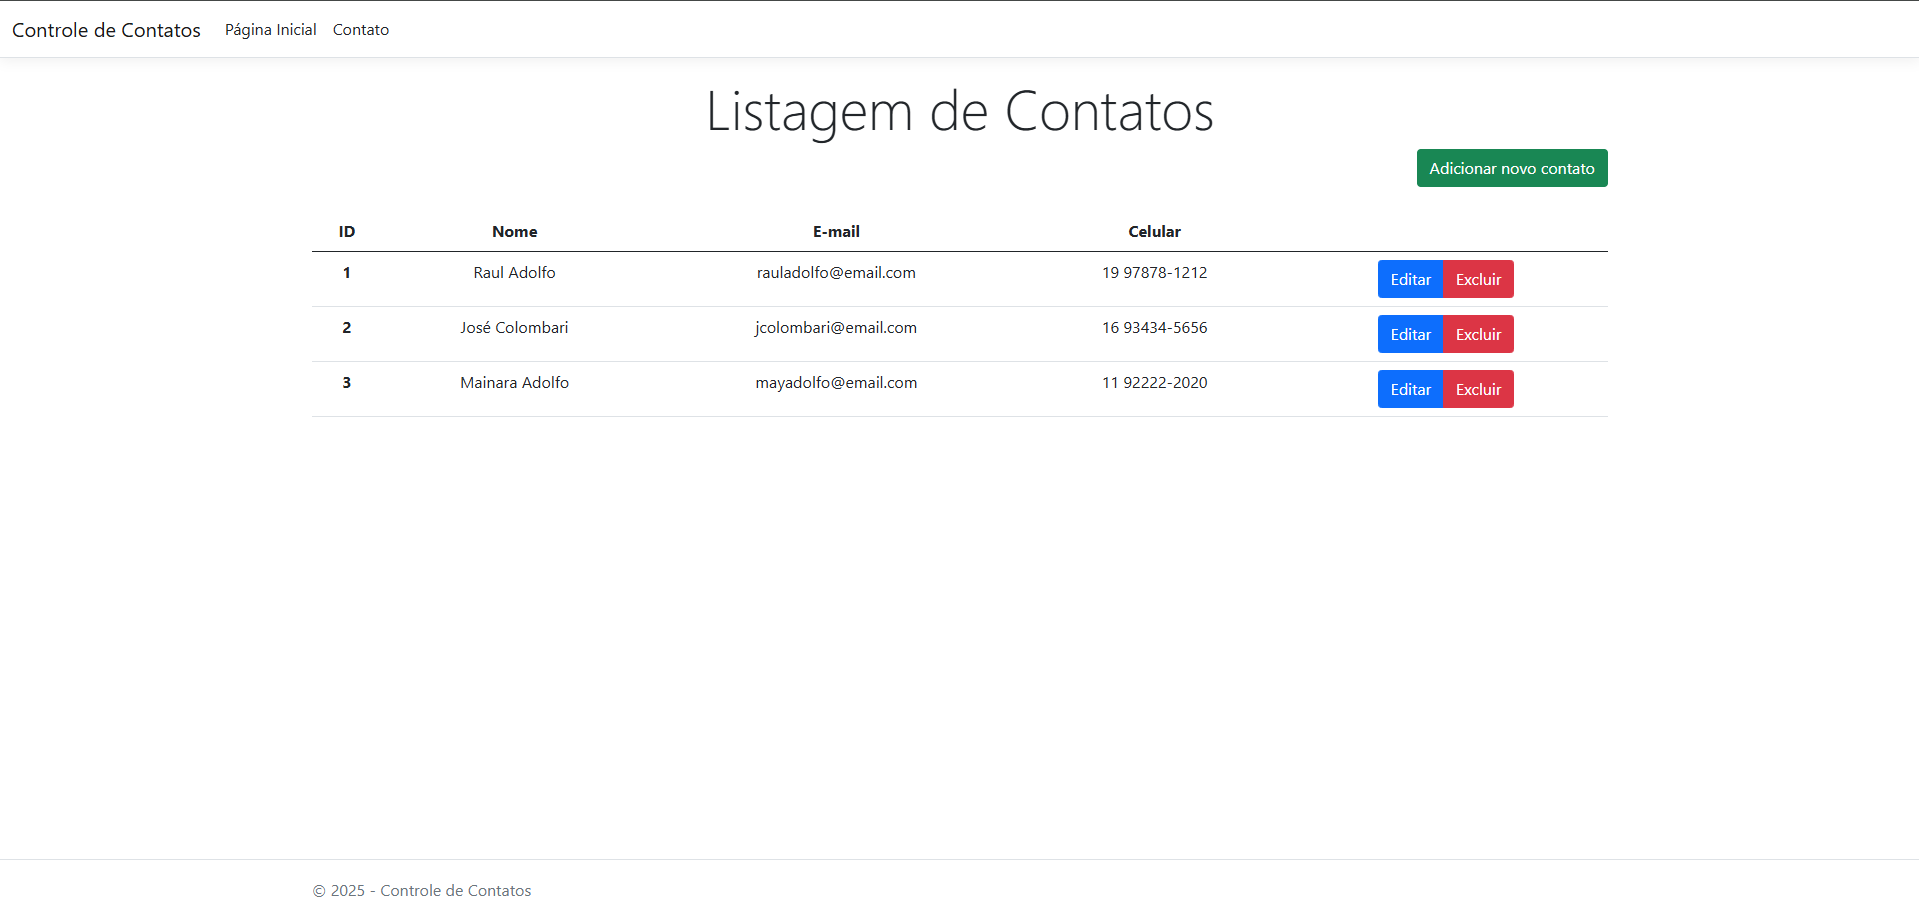 Controle de Contatos Página Inicial Contato
Listagem de Contatos
Adicionar novo contato
ID Nome E-mail Celular
1 Raul Adolfo rauladolfo@email.com 19 97878-1212 Editar Excluir
2 José Colombari jcolombari@email.com 16 93434-5656 Editar Excluir
3 Mainara Adolfo mayadolfo@email.com 11 92222-2020 Editar Excluir
© 2025 - Controle de Contatos